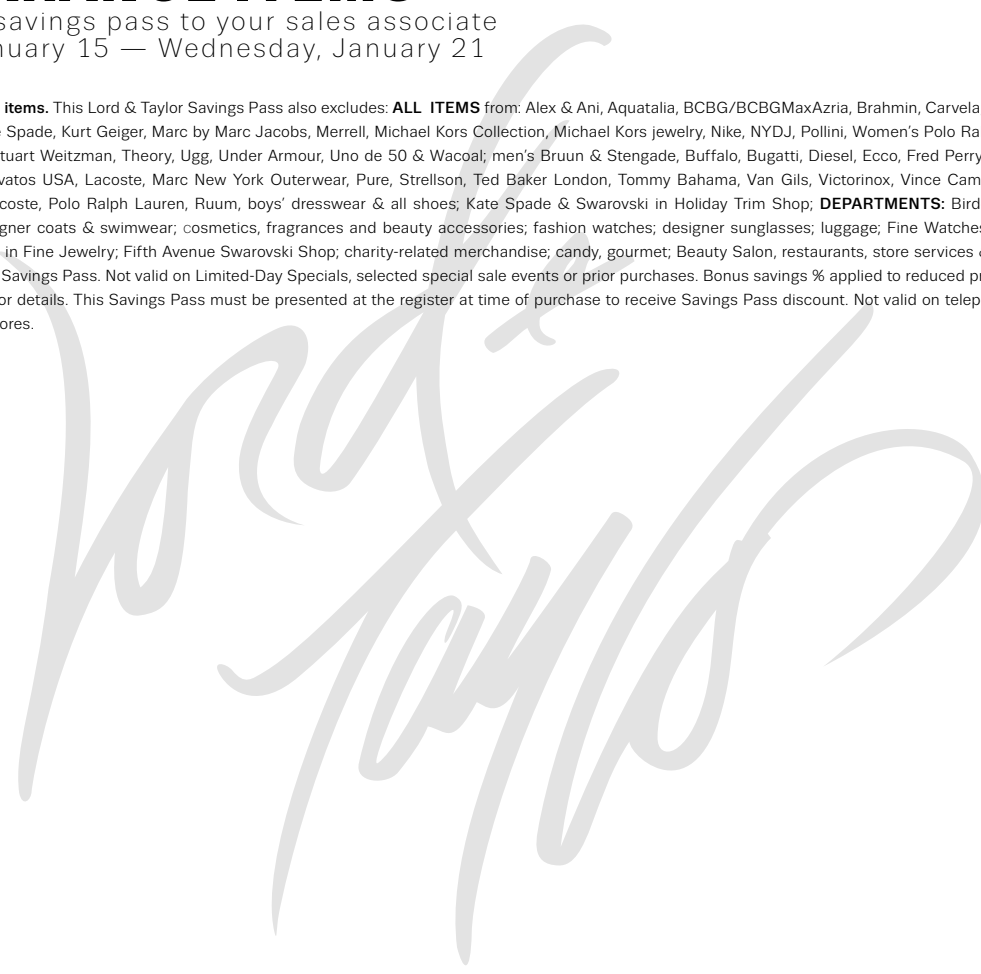 savings pass to your sales associate
nuary 15 — Wednesday, January 21
items. This Lord & Taylor Savings Pass also excludes: ALL ITEMS from: Alex & Ani, Aquatalia, BCBG/BCBGMaxAzria, Brahmin, Carvela
e Spade, Kurt Geiger, Marc by Marc Jacobs, Merrell, Michael Kors Collection, Michael Kors jewelry, Nike, NYDJ, Pollini, Women’s Polo Ra
tuart Weitzman, Theory, Ugg, Under Armour, Uno de 50 & Wacoal; men’s Bruun & Stengade, Buffalo, Bugatti, Diesel, Ecco, Fred Perry
vatos USA, Lacoste, Marc New York Outerwear, Pure, Strellson, Ted Baker London, Tommy Bahama, Van Gils, Victorinox, Vince Cam
coste, Polo Ralph Lauren, Ruum, boys’ dresswear & all shoes; Kate Spade & Swarovski in Holiday Trim Shop; DEPARTMENTS: Bird
gner coats & swimwear; cosmetics, fragrances and beauty accessories; fashion watches; designer sunglasses; luggage; Fine Watches
in Fine Jewelry; Fifth Avenue Swarovski Shop; charity-related merchandise; candy, gourmet; Beauty Salon, restaurants, store services
Savings Pass. Not valid on Limited-Day Specials, selected special sale events or prior purchases. Bonus savings % applied to reduced pr
or details. This Savings Pass must be presented at the register at time of purchase to receive Savings Pass discount. Not valid on telep
ores.
Lord &
Taylor